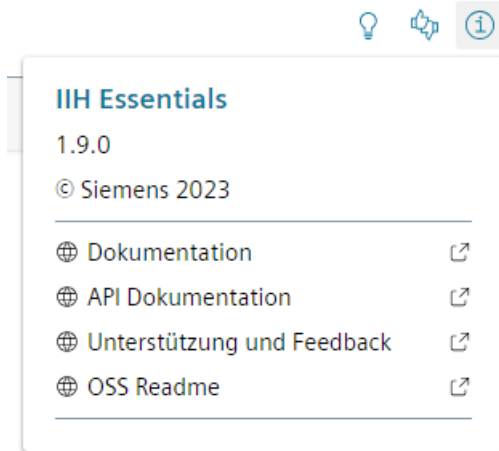 IIH Essentials
1.9.0
© Siemens 2023
Dokumentation
API Dokumentation
Unterstützung und Feedback
OSS Readme